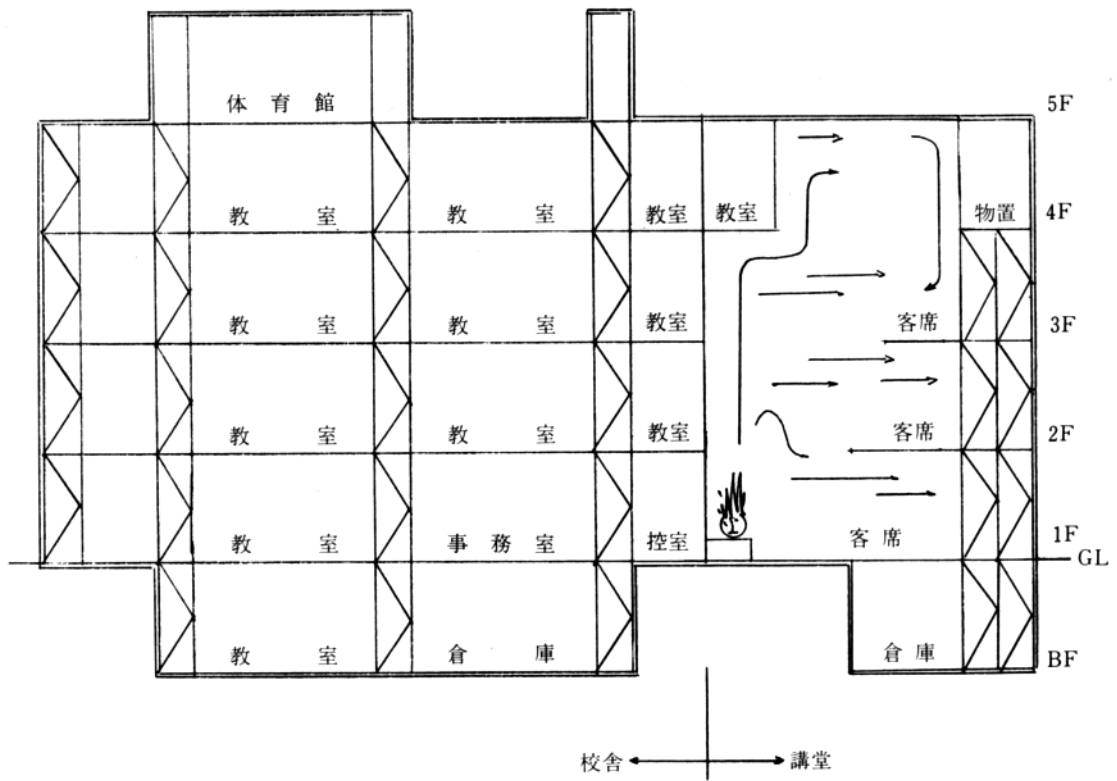 体育館 5F
教室 教室 教室 教室 物置 4F
教室 教室 教室 客席 3F
教室 教室 教室 客席 2F
教室 事務室 控室 客席 1F
GL
教室 倉庫 倉庫 BF
校舎 講堂